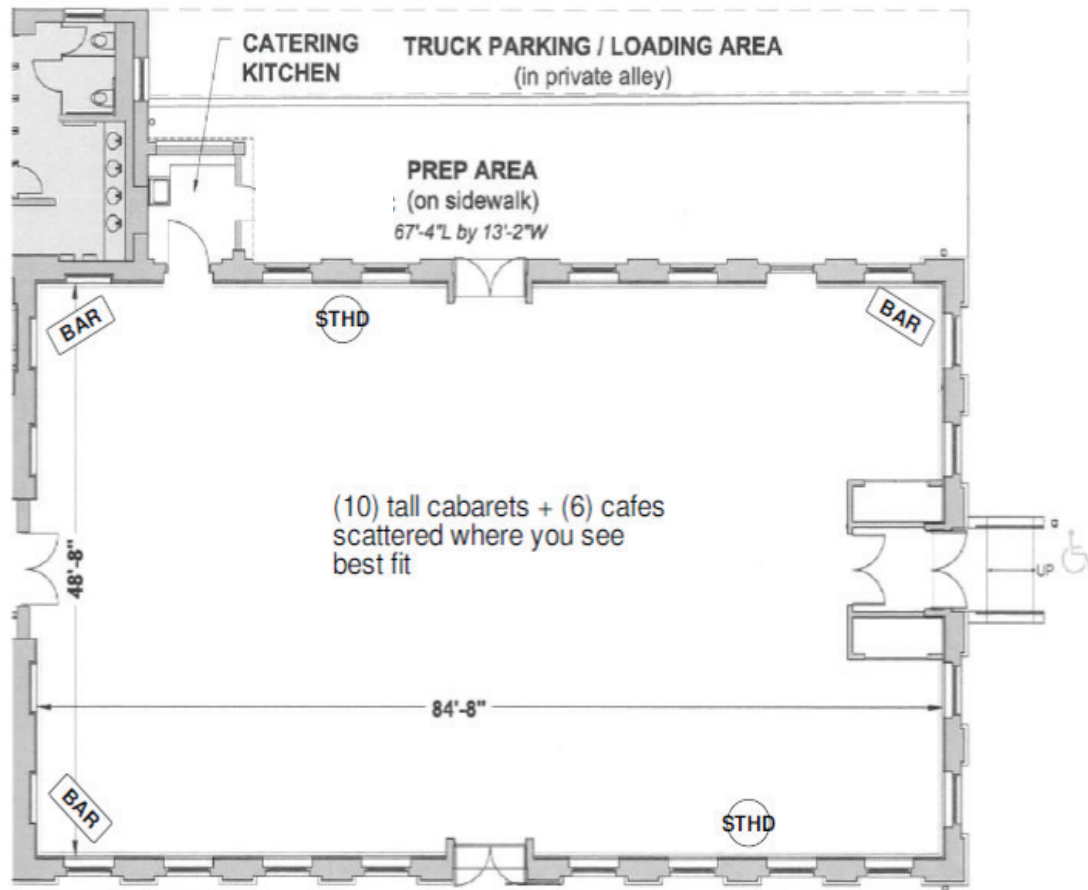 CATERING
KITCHEN
TRUCK PARKING / LOADING AREA
(in private alley)
PREP AREA
(on sidewalk)
67'-4"L by 13'-2"W
BAR
STHD
BAR
(10) tall cabarets + (6) cafes
scattered where you see
best fit
48'-8"
UP
84'-8"
BAR
STHD